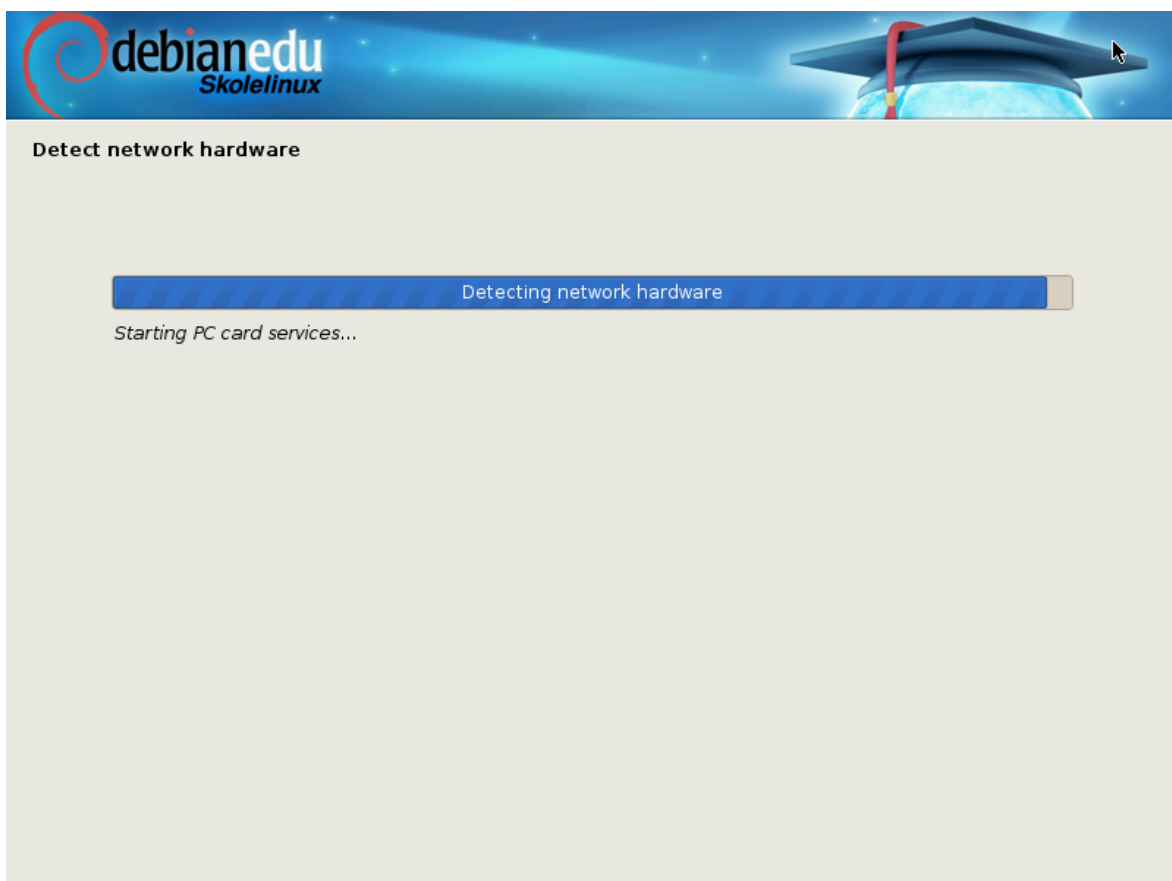 debianedu
Skolelinux
Detect network hardware
Detecting network hardware
Starting PC card services...